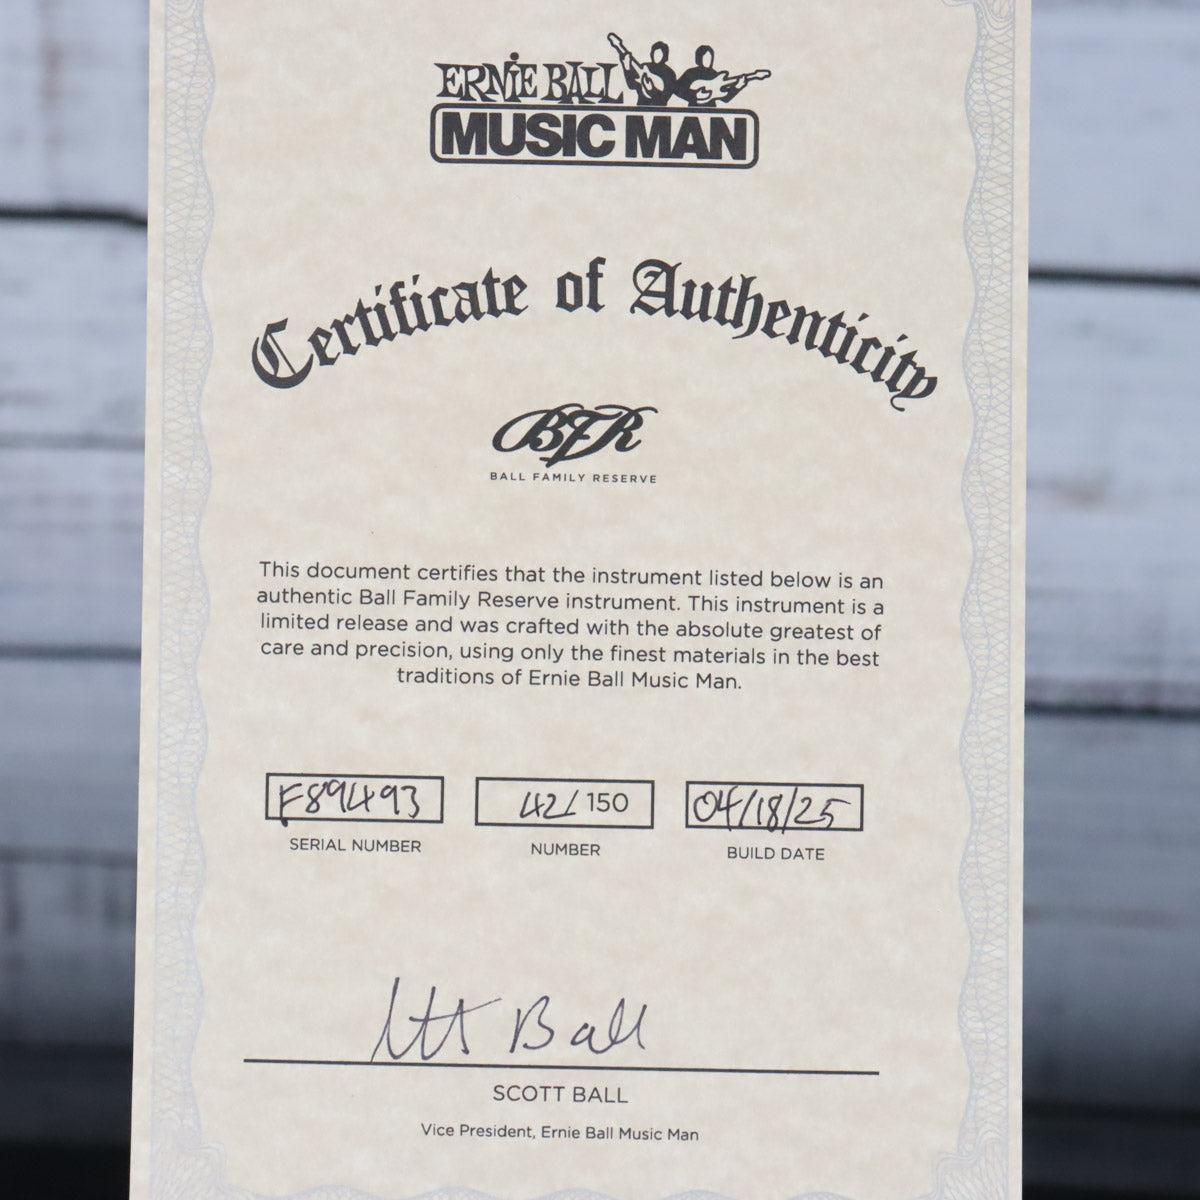 ERNIE BALL
MUSIC MAN
Certificate of Authenticity
BFR
BALL FAMILY RESERVE
This document certifies that the instrument listed below is an
authentic Ball Family Reserve instrument. This instrument is a
limited release and was crafted with the absolute greatest of
care and precision, using only the finest materials in the best
traditions of Ernie Ball Music Man.
F89493 42/150 04/18/25
SERIAL NUMBER NUMBER BUILD DATE
Scott Ball
SCOTT BALL
Vice President, Ernie Ball Music Man